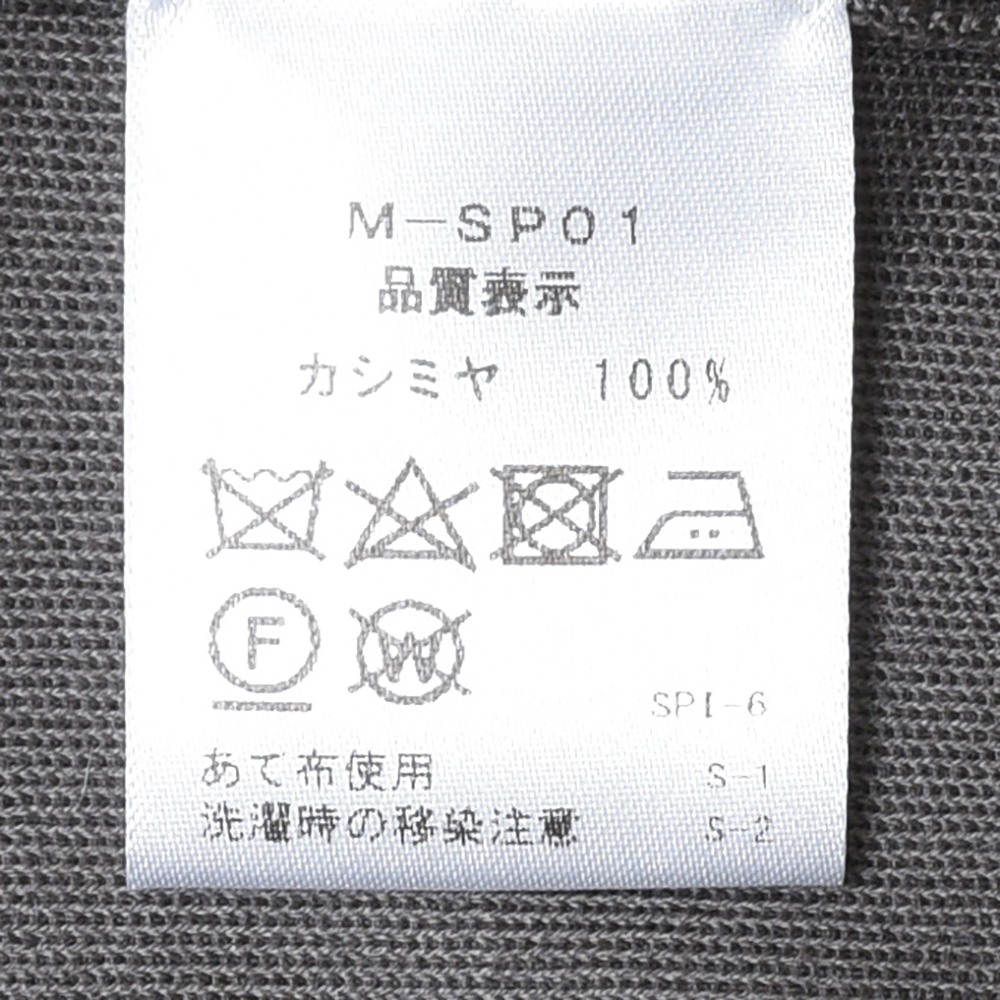 M-SP01
品質表示
カシミヤ 100%
F W
SPI-6
あて布使用 S-1
洗濯時の移染注意 S-2